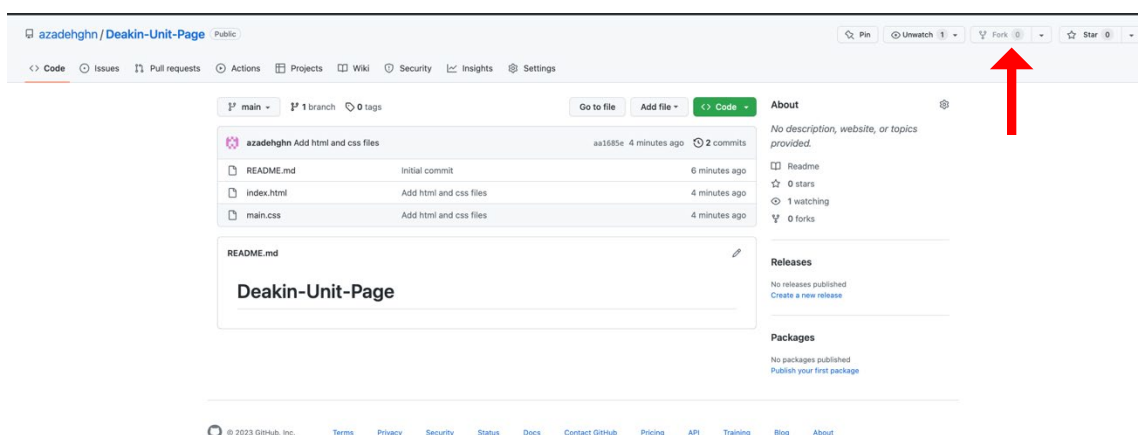 azadehghn / Deakin-Unit-Page Public
Pin Unwatch 1 Fork 0 Star 0
Code Issues Pull requests Actions Projects Wiki Security Insights Settings
main 1 branch 0 tags Go to file Add file Code
azadehghn Add html and css files aa1685e 4 minutes ago 2 commits
README.md Initial commit 6 minutes ago
index.html Add html and css files 4 minutes ago
main.css Add html and css files 4 minutes ago
README.md
Deakin-Unit-Page
About
No description, website, or topics
provided.
Readme
0 stars
1 watching
0 forks
Releases
No releases published
Create a new release
Packages
No packages published
Publish your first package
© 2023 GitHub, Inc. Terms Privacy Security Status Docs Contact GitHub Pricing API Training Blog About